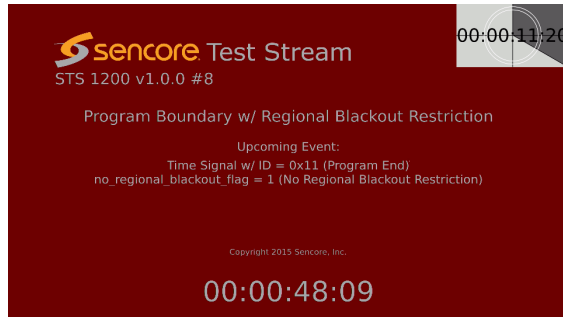 sencore Test Stream
00:00:11:20
STS 1200 v1.0.0 #8
Program Boundary w/ Regional Blackout Restriction
Upcoming Event:
Time Signal w/ ID = 0x11 (Program End)
no_regional_blackout_flag = 1 (No Regional Blackout Restriction)
Copyright 2015 Sencore, Inc.
00:00:48:09